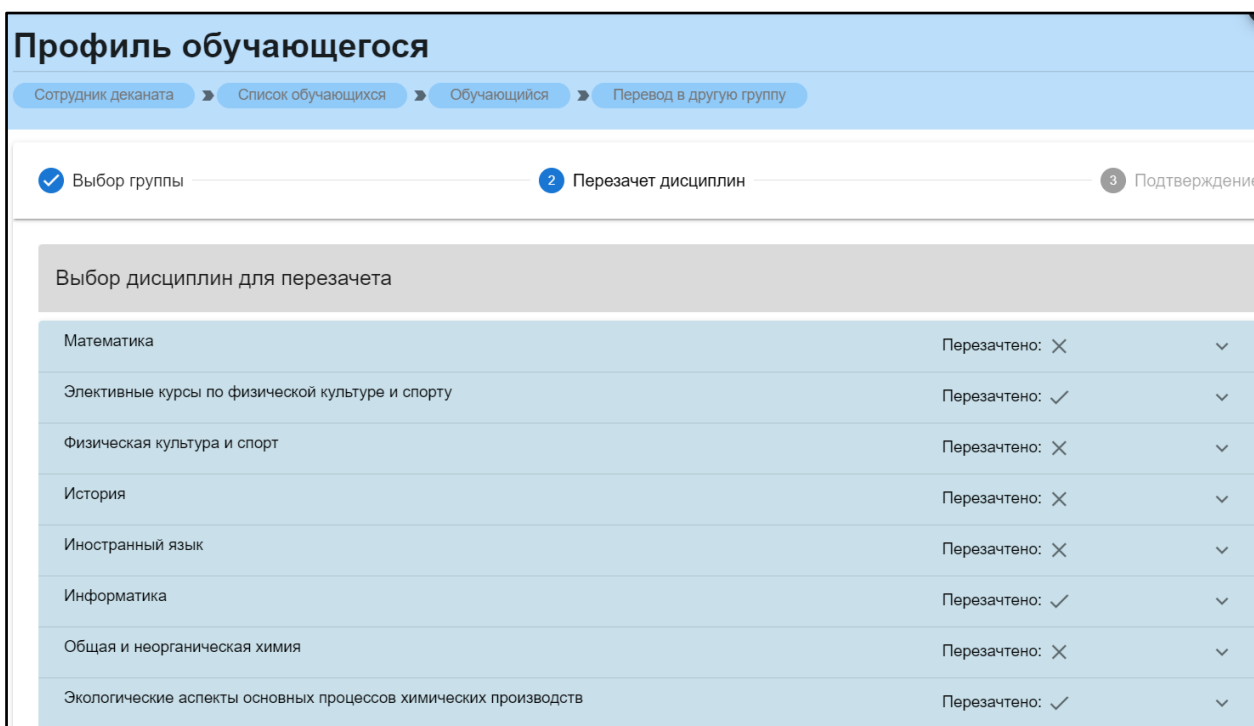 Профиль обучающегося
Сотрудник деканата Список обучающихся Обучающийся Перевод в другую группу
Выбор группы 2 Перезачет дисциплин 3 Подтверждение
Выбор дисциплин для перезачета
Математика Перезачтено:
Элективные курсы по физической культуре и спорту Перезачтено:
Физическая культура и спорт Перезачтено:
История Перезачтено:
Иностранный язык Перезачтено:
Информатика Перезачтено:
Общая и неорганическая химия Перезачтено:
Экологические аспекты основных процессов химических производств Перезачтено: